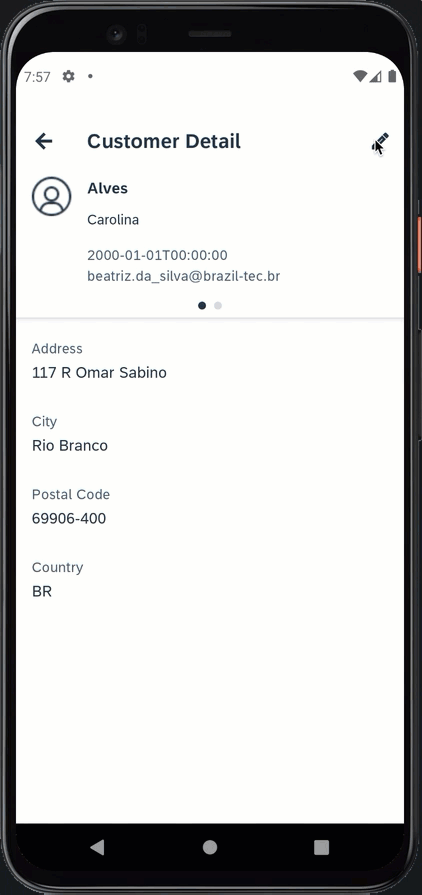 7:57
Customer Detail
Alves
Carolina
2000-01-01T00:00:00
beatriz.da_silva@brazil-tec.br
Address
117 R Omar Sabino
City
Rio Branco
Postal Code
69906-400
Country
BR